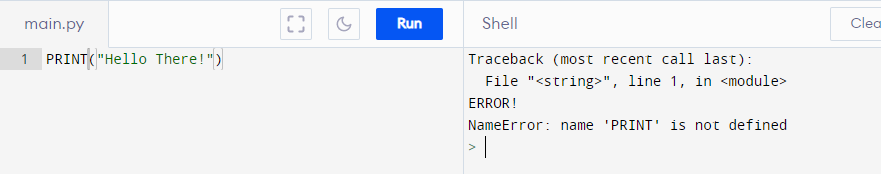 main.py
Run
Shell
Clea
1 PRINT("Hello There!")
Traceback (most recent call last):
  File "<string>", line 1, in <module>
ERROR!
NameError: name 'PRINT' is not defined
>